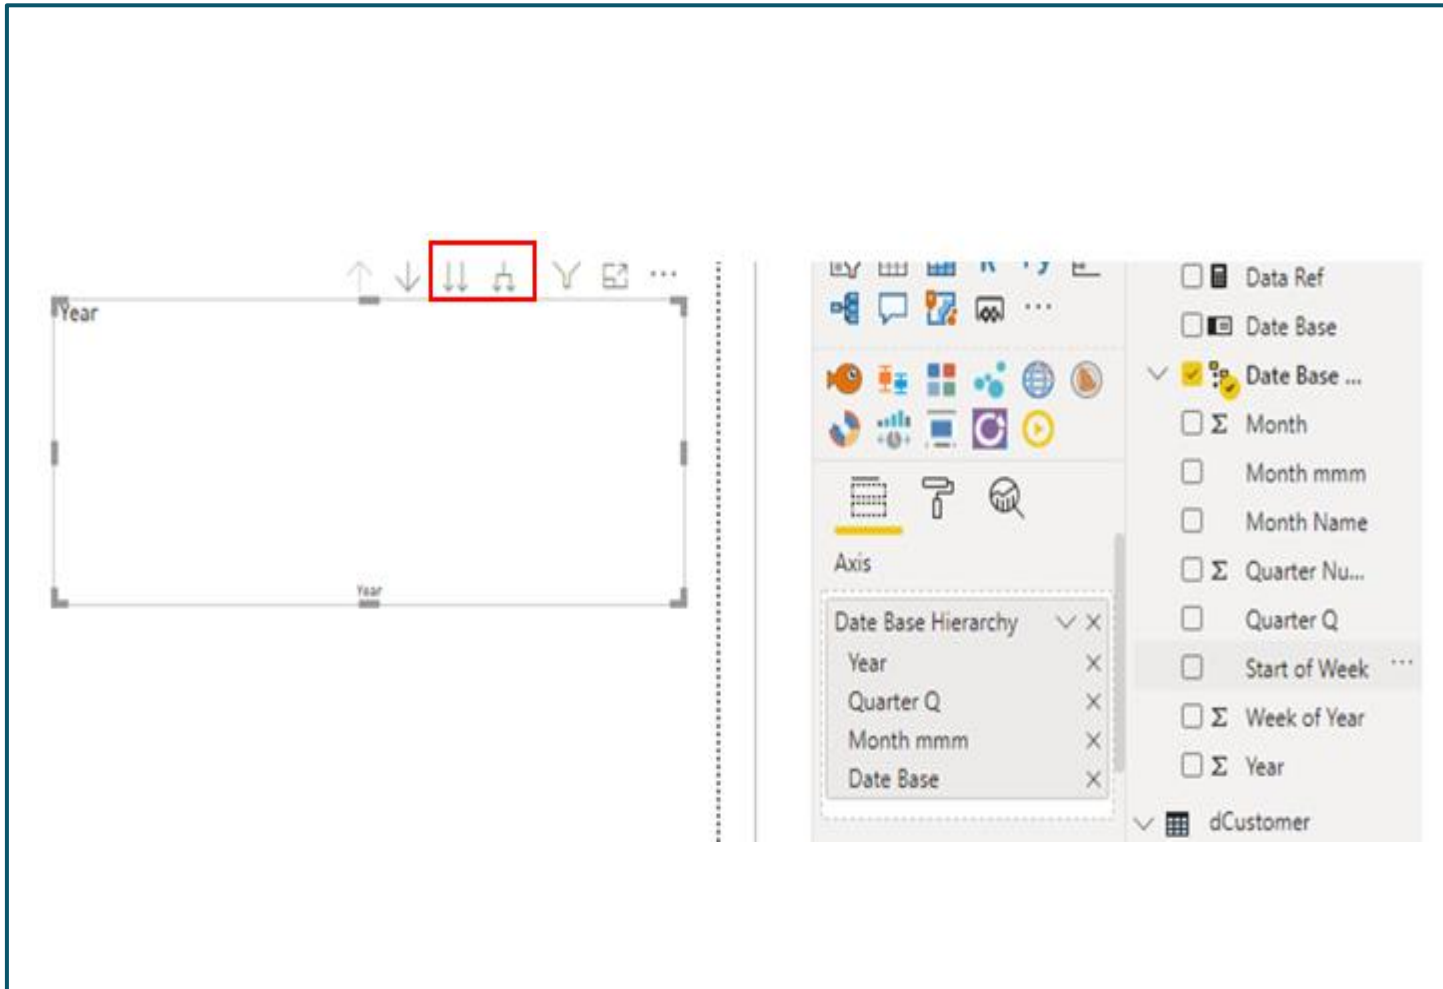 Year
Year
Axis
Date Base Hierarchy
Year
Quarter Q
Month mmm
Date Base
Data Ref
Date Base
Date Base ...
Σ Month
Month mmm
Month Name
Σ Quarter Nu...
Quarter Q
Start of Week ...
Σ Week of Year
Σ Year
dCustomer